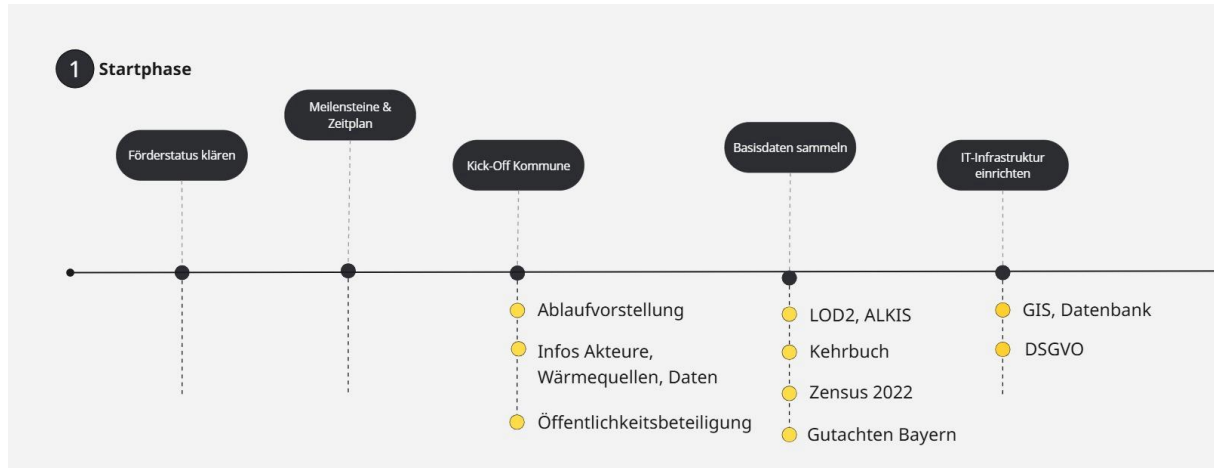 1 Startphase
Förderstatus klären
Meilensteine &
Zeitplan
Kick-Off Kommune
Basisdaten sammeln
IT-Infrastruktur
einrichten
Ablaufvorstellung
Infos Akteure,
Wärmequellen, Daten
Öffentlichkeitsbeteiligung
LOD2, ALKIS
Kehrbuch
Zensus 2022
Gutachten Bayern
GIS, Datenbank
DSGVO